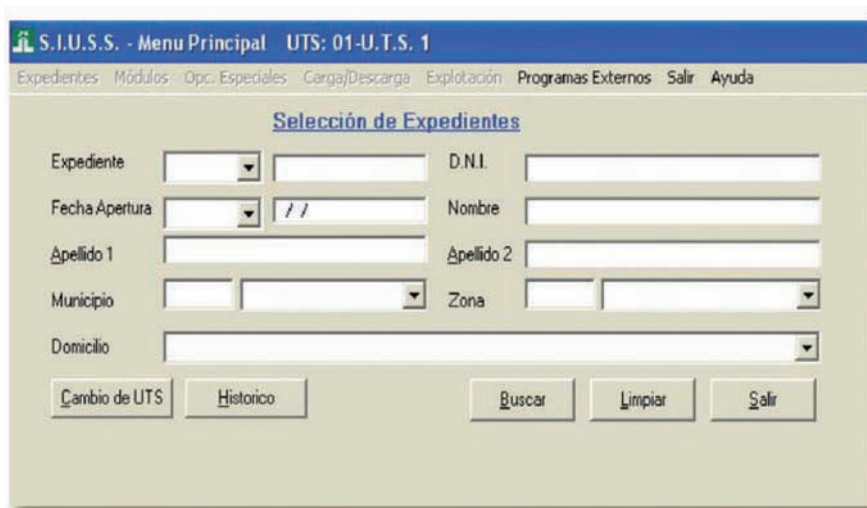 S.I.U.S.S. - Menu Principal UTS: 01-U.T.S. 1
Expedientes Módulos Opc. Especiales Carga/Descarga Explotación Programas Externos Salir Ayuda
Selección de Expedientes
Expediente D.N.I.
Fecha Apertura / / Nombre
Apellido 1 Apellido 2
Municipio Zona
Domicilio
Cambio de UTS Historico Buscar Limpiar Salir